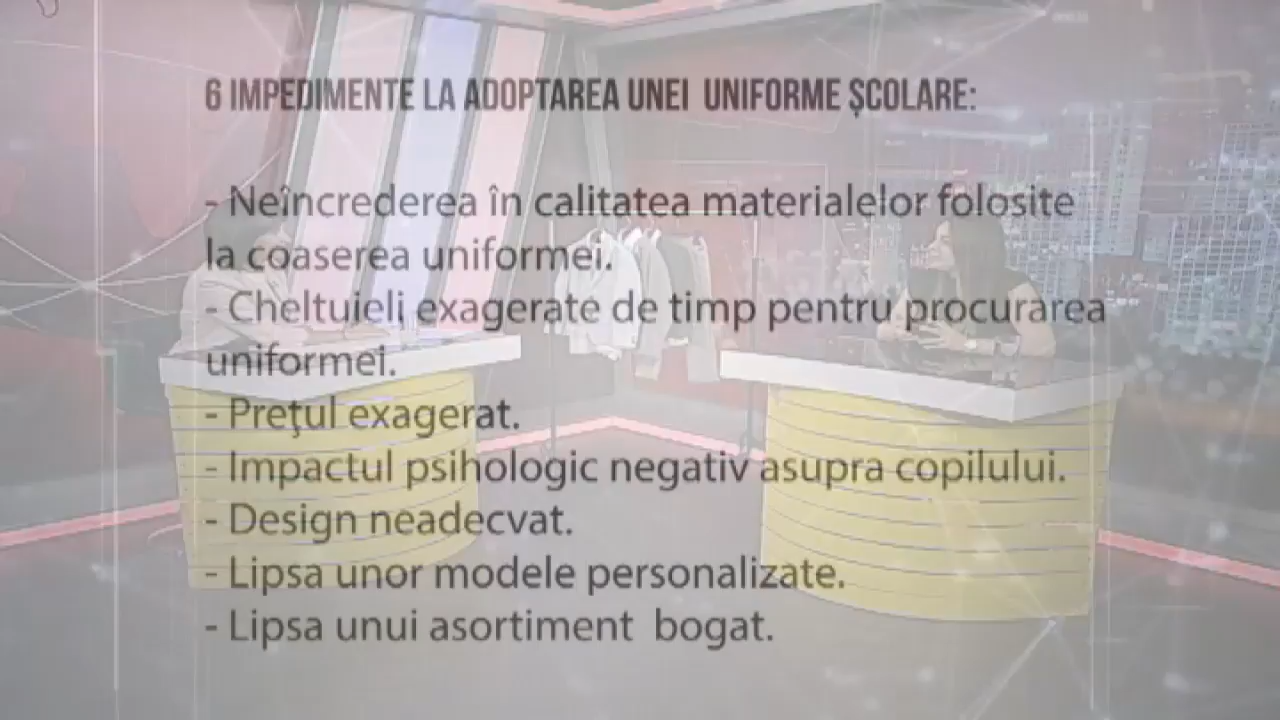 6 IMPEDIMENTE LA ADOPTAREA UNEI UNIFORME ȘCOLARE:
- Neîncrederea în calitatea materialelor folosite
la coaserea uniformei.
- Cheltuieli exagerate de timp pentru procurarea
uniformei.
- Preţul exagerat.
- Impactul psihologic negativ asupra copilului.
- Design neadecvat.
- Lipsa unor modele personalizate.
- Lipsa unui asortiment bogat.